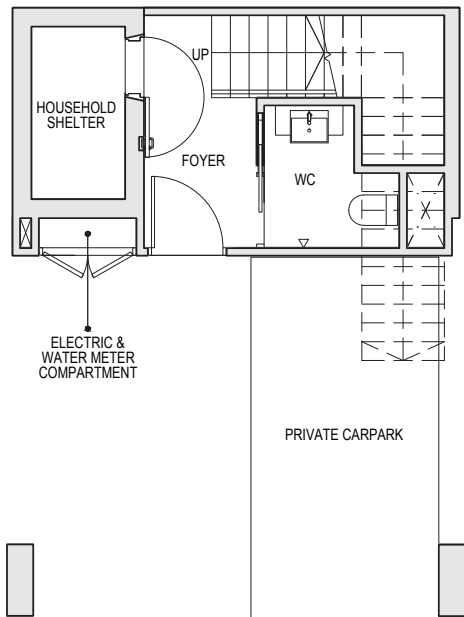 UP
HOUSEHOLD
SHELTER
FOYER
WC
ELECTRIC &
WATER METER
COMPARTMENT
PRIVATE CARPARK